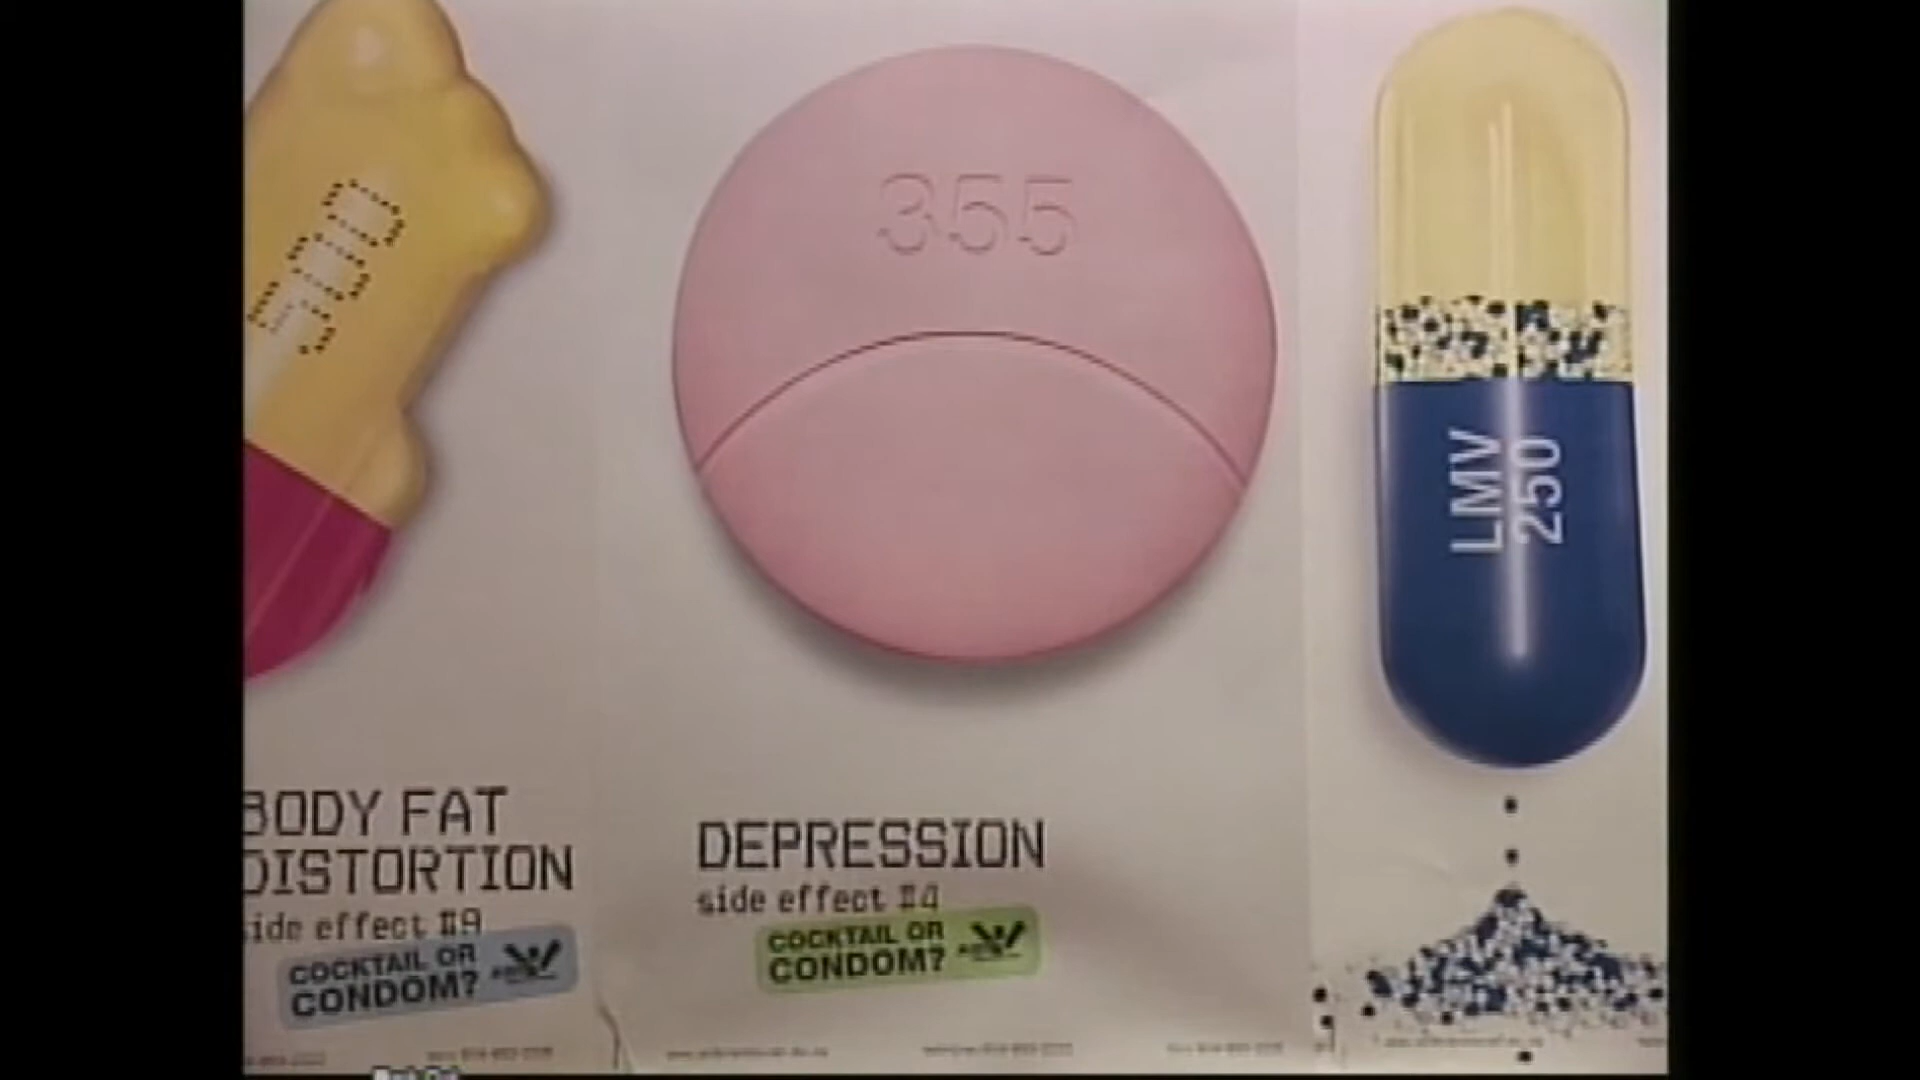 500
BODY FAT
DISTORTION
side effect #9
COCKTAIL OR
CONDOM?
355
DEPRESSION
side effect #4
COCKTAIL OR
CONDOM?
LMV
250